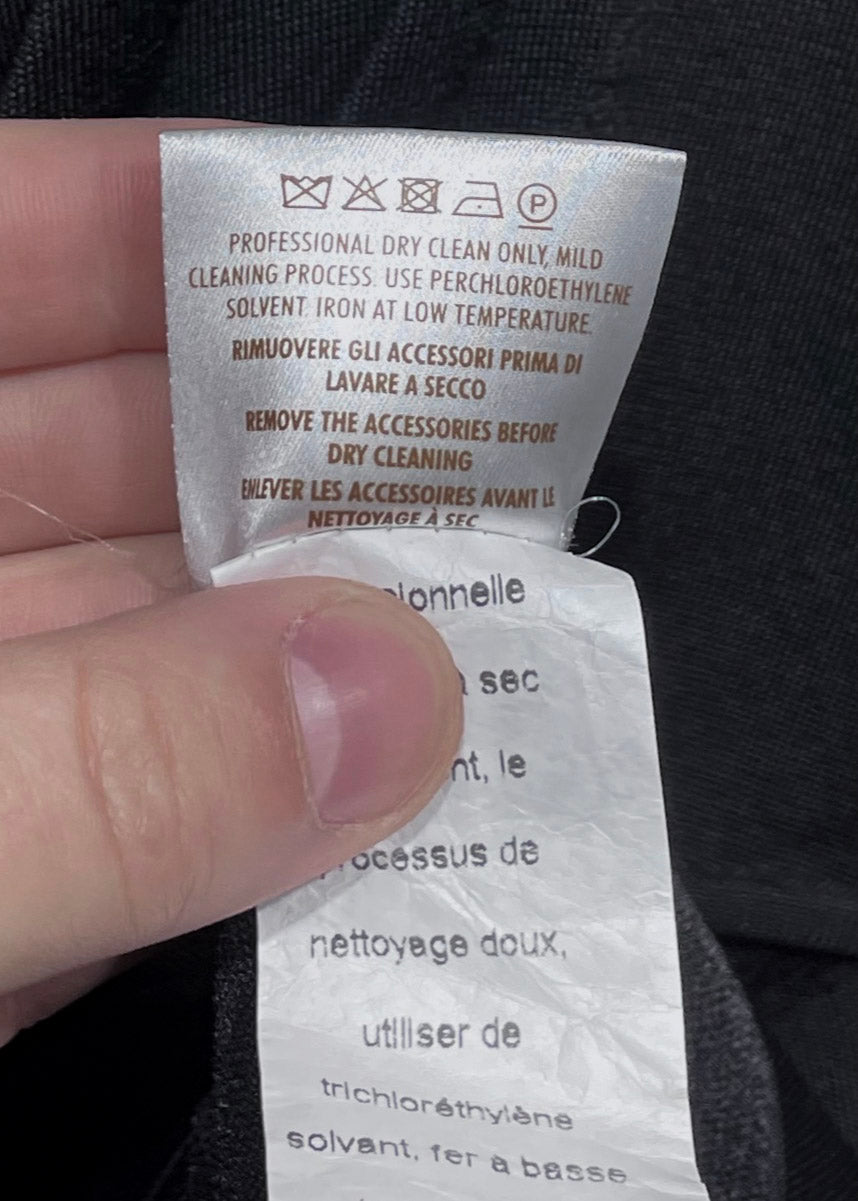 P
PROFESSIONAL DRY CLEAN ONLY, MILD
CLEANING PROCESS. USE PERCHLOROETHYLENE
SOLVENT. IRON AT LOW TEMPERATURE.
RIMUOVERE GLI ACCESSORI PRIMA DI
LAVARE A SECCO
REMOVE THE ACCESSORIES BEFORE
DRY CLEANING
ENLEVER LES ACCESSOIRES AVANT LE
NETTOYAGE À SEC
ionnelle
sec
nt, le
ocessus de
nettoyage doux,
utiliser de
trichloréthylène
solvant, fer à basse